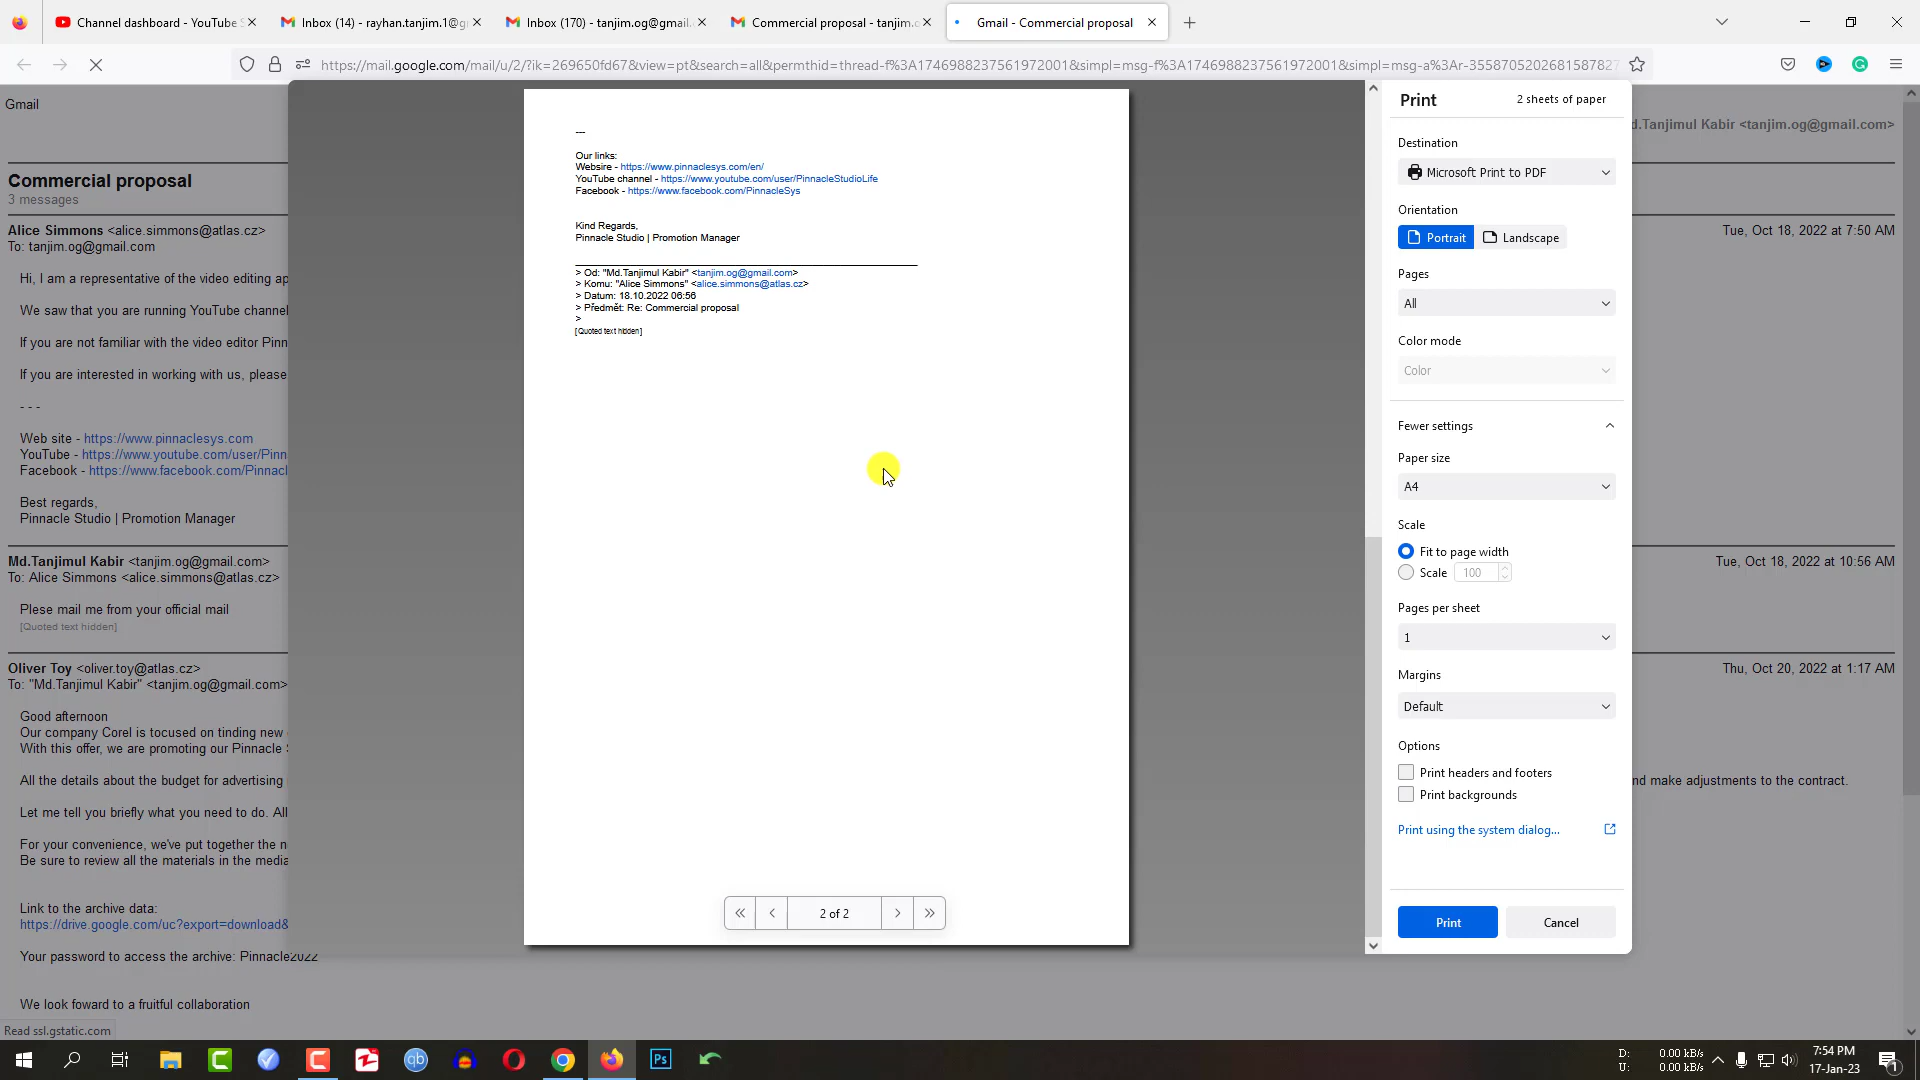 Channel dashboard - YouTube S
Inbox (14) - rayhan.tanjim.1@g
Inbox (170) - tanjim.og@gmail.
Commercial proposal - tanjim.o
Gmail - Commercial proposal
https://mail.google.com/mail/u/2/?ik=269650fd67&view=pt&search=all&permthid=thread-f%3A1746988237561972001&simpl=msg-f%3A1746988237561972001&simpl=msg-a%3Ar-3558705202681587827
Gmail
d.Tanjimul Kabir <tanjim.og@gmail.com>
Commercial proposal
3 messages
Alice Simmons <alice.simmons@atlas.cz>
To: tanjim.og@gmail.com
Tue, Oct 18, 2022 at 7:50 AM
Hi, I am a representative of the video editing ap
We saw that you are running YouTube channel
If you are not familiar with the video editor Pinn
If you are interested in working with us, please
- - -
Web site - https://www.pinnaclesys.com
YouTube - https://www.youtube.com/user/Pinn
Facebook - https://www.facebook.com/Pinnacl
Best regards,
Pinnacle Studio | Promotion Manager
Md.Tanjimul Kabir <tanjim.og@gmail.com>
To: Alice Simmons <alice.simmons@atlas.cz>
Tue, Oct 18, 2022 at 10:56 AM
Plese mail me from your official mail
[Quoted text hidden]
Oliver Toy <oliver.toy@atlas.cz>
To: "Md.Tanjimul Kabir" <tanjim.og@gmail.com>
Thu, Oct 20, 2022 at 1:17 AM
Good afternoon
Our company Corel is tocused on tinding new
With this offer, we are promoting our Pinnacle S
All the details about the budget for advertising
and make adjustments to the contract.
Let me tell you briefly what you need to do. All
For your convenience, we've put together the n
Be sure to review all the materials in the media
Link to the archive data:
https://drive.google.com/uc?export=download&
Your password to access the archive: Pinnacle2022
We look foward to a fruitful collaboration
Read ssl.gstatic.com
---
Our links:
Websire - https://www.pinnaclesys.com/en/
YouTube channel - https://www.youtube.com/user/PinnacleStudioLife
Facebook - https://www.facebook.com/PinnacleSys
Kind Regards,
Pinnacle Studio | Promotion Manager
> Od: "Md.Tanjimul Kabir" <tanjim.og@gmail.com>
> Komu: "Alice Simmons" <alice.simmons@atlas.cz>
> Datum: 18.10.2022 06:56
> Předmět: Re: Commercial proposal
>
[Quoted text hidden]
2 of 2
Print
2 sheets of paper
Destination
Microsoft Print to PDF
Orientation
Portrait
Landscape
Pages
All
Color mode
Color
Fewer settings
Paper size
A4
Scale
Fit to page width
Scale 100
Pages per sheet
1
Margins
Default
Options
Print headers and footers
Print backgrounds
Print using the system dialog...
Print
Cancel
qb
Ps
D: 0.00 kB/s
U: 0.00 kB/s
7:54 PM
17-Jan-23
1